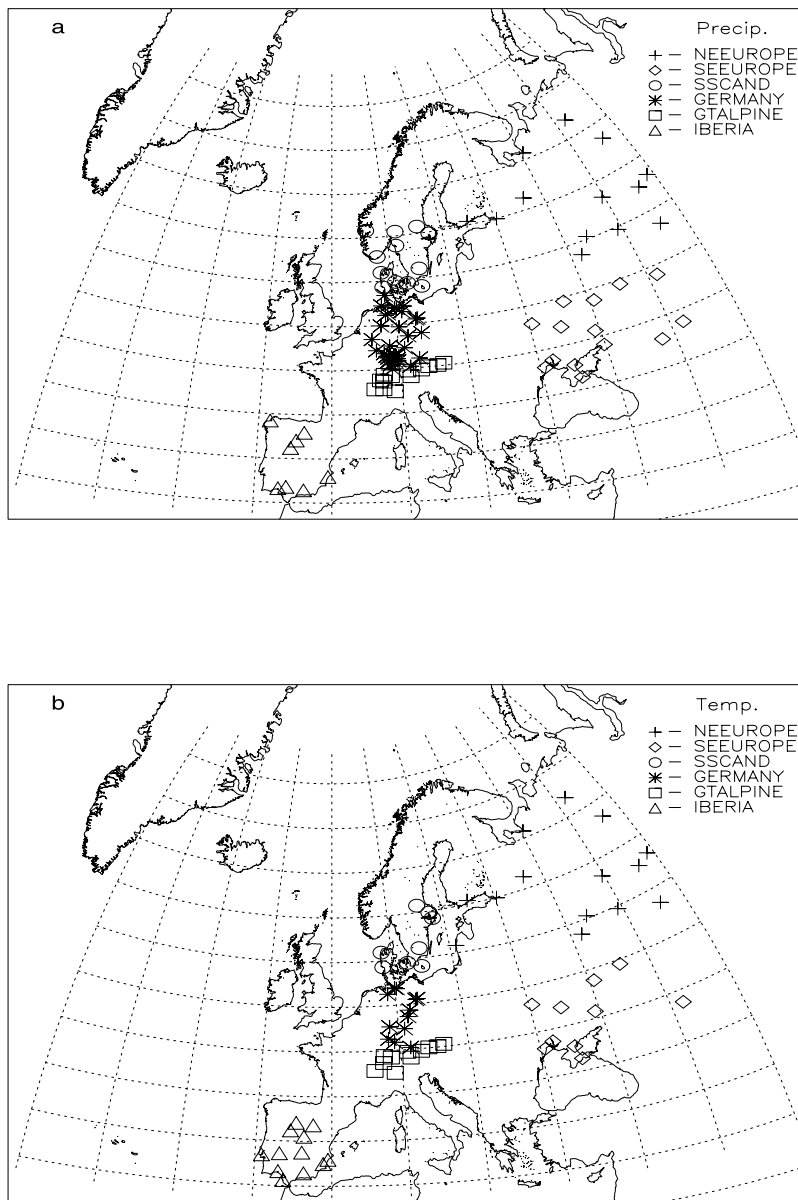 a
Precip.
NEEUROPE
SEEUROPE
SSCAND
GERMANY
GTALPINE
IBERIA
b
Temp.
NEEUROPE
SEEUROPE
SSCAND
GERMANY
GTALPINE
IBERIA